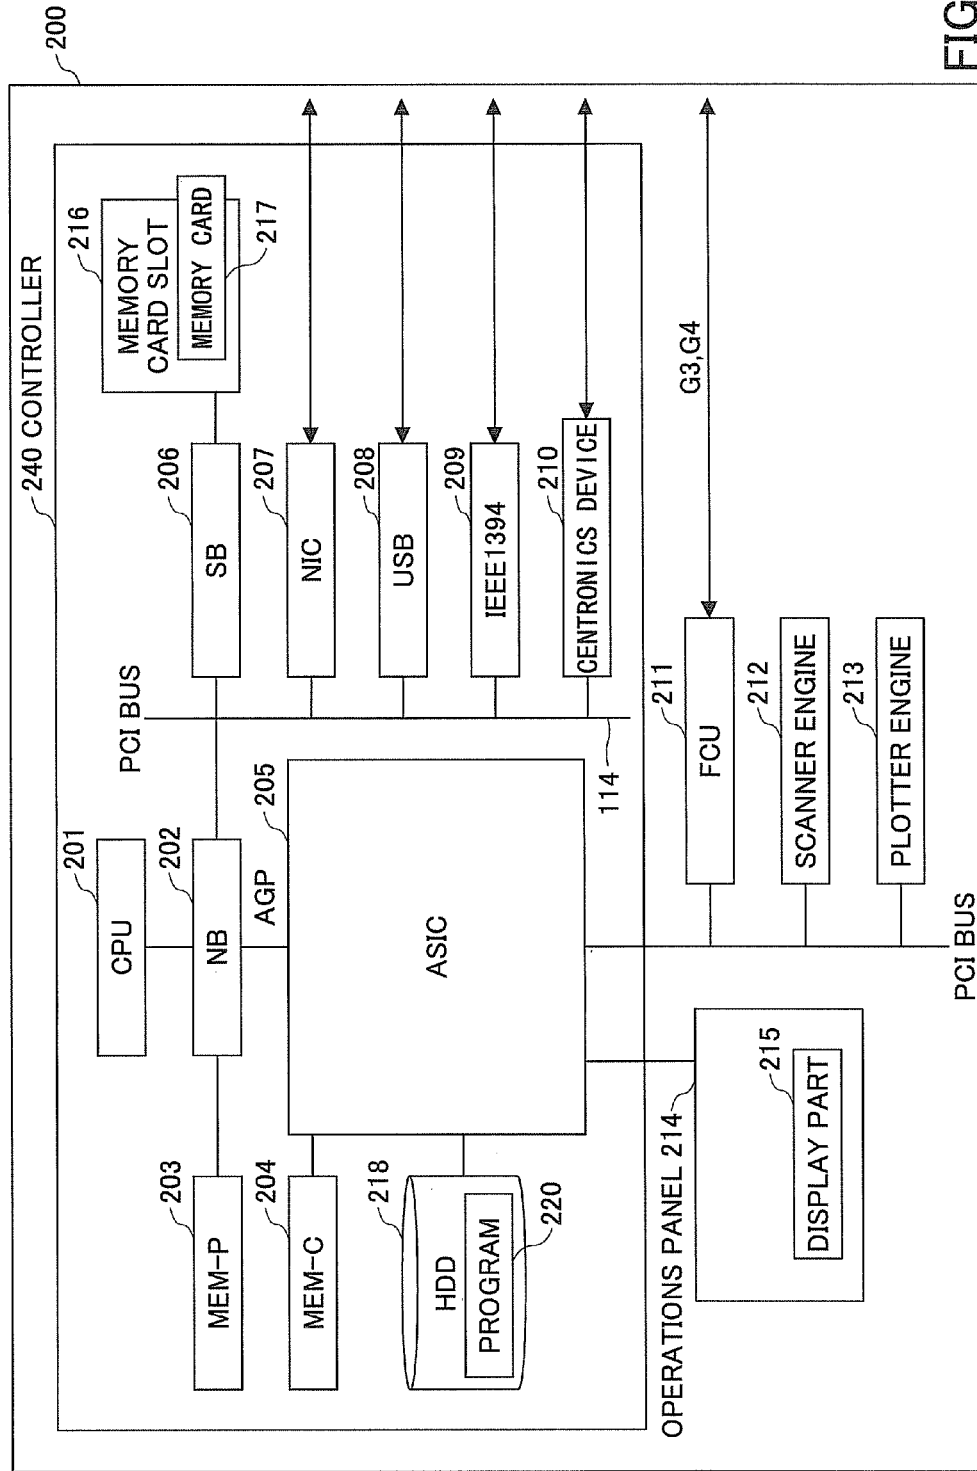 200
240 CONTROLLER
201
CPU
PCI BUS
206
SB
216
MEMORY
CARD SLOT
MEMORY CARD
217
203
MEM-P
202
NB
AGP
207
NIC
204
MEM-C
205
ASIC
208
USB
218
HDD
PROGRAM
220
209
IEEE1394
210
CENTRONICS DEVICE
114
OPERATIONS PANEL 214
215
DISPLAY PART
211
FCU
G3,G4
212
SCANNER ENGINE
213
PLOTTER ENGINE
PCI BUS
FIG